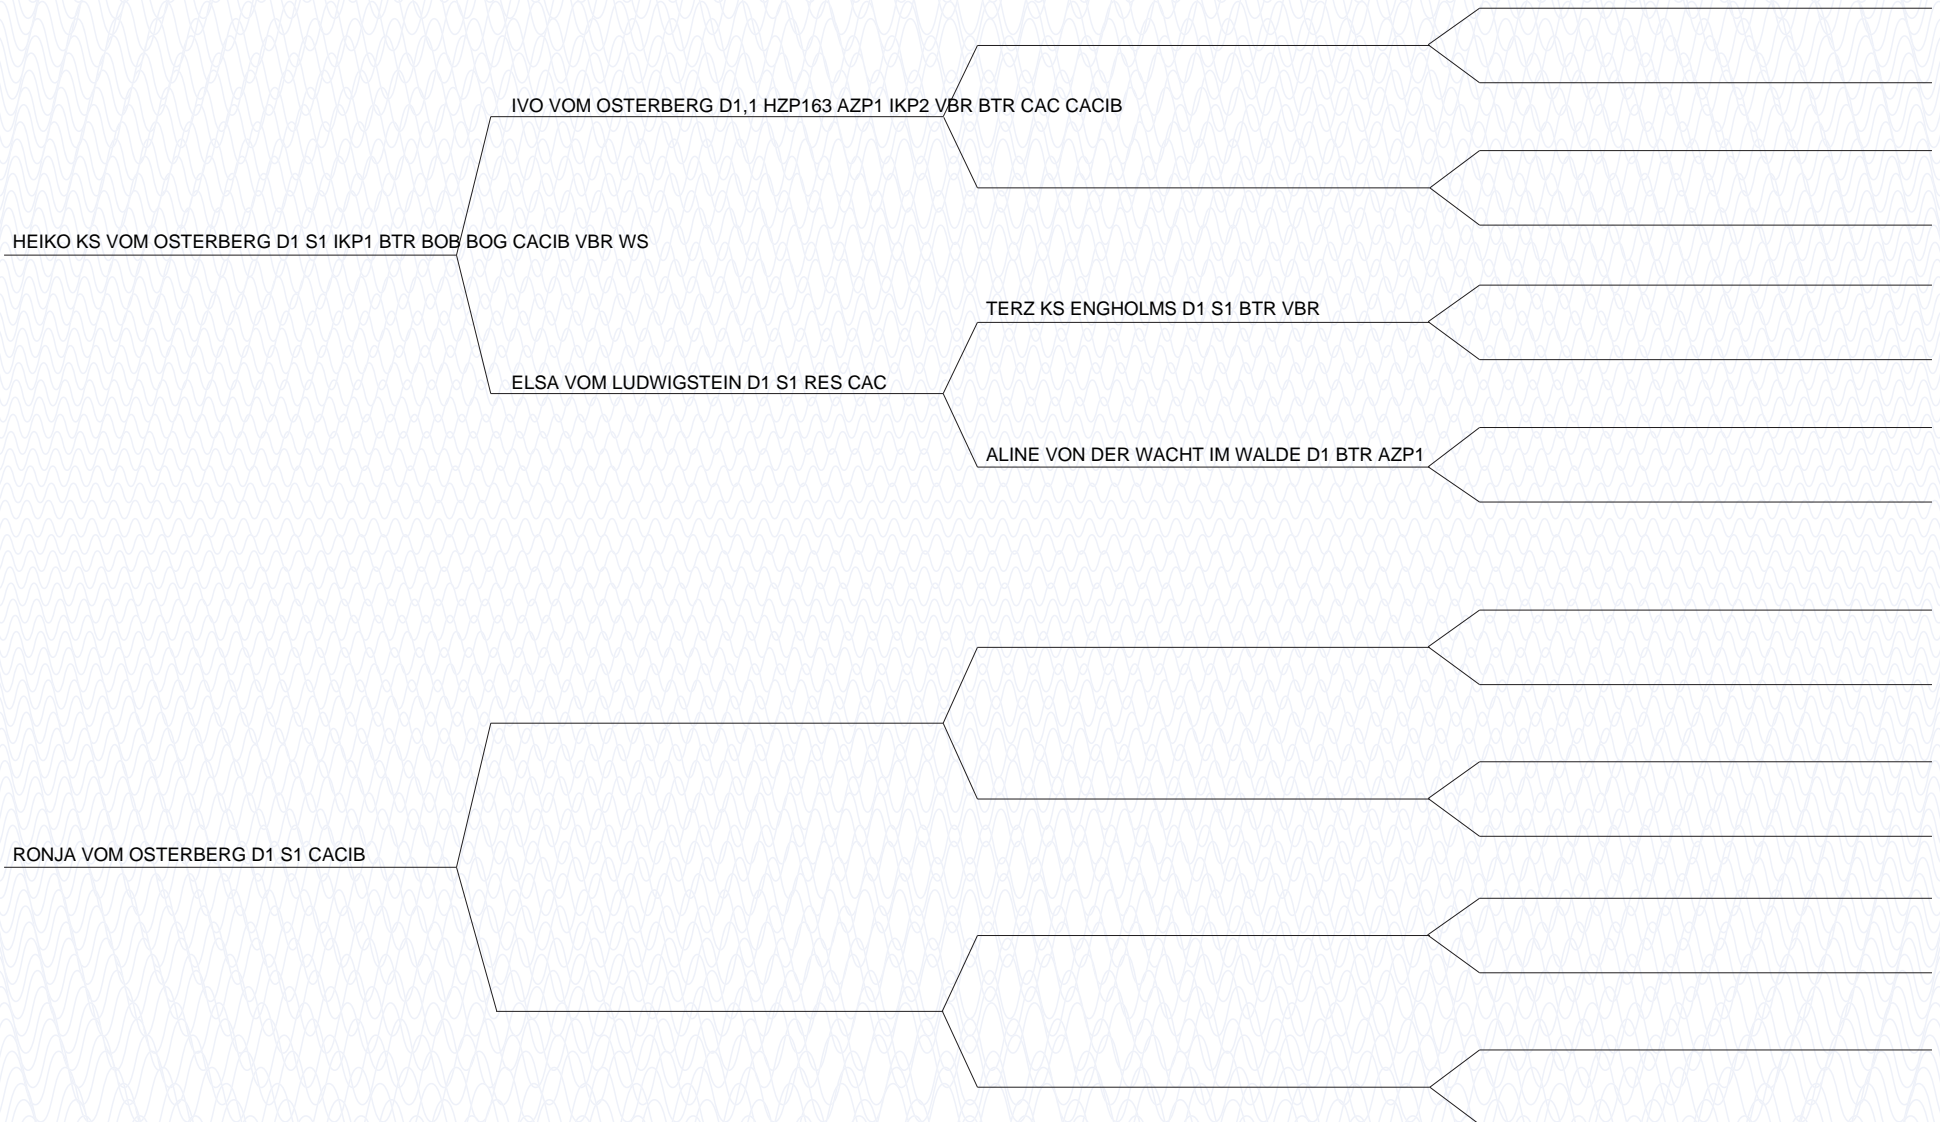 IVO VOM OSTERBERG D1,1 HZP163 AZP1 IKP2 VBR BTR CAC CACIB
HEIKO KS VOM OSTERBERG D1 S1 IKP1 BTR BOB BOG CACIB VBR WS
TERZ KS ENGHOLMS D1 S1 BTR VBR
ELSA VOM LUDWIGSTEIN D1 S1 RES CAC
ALINE VON DER WACHT IM WALDE D1 BTR AZP1
RONJA VOM OSTERBERG D1 S1 CACIB